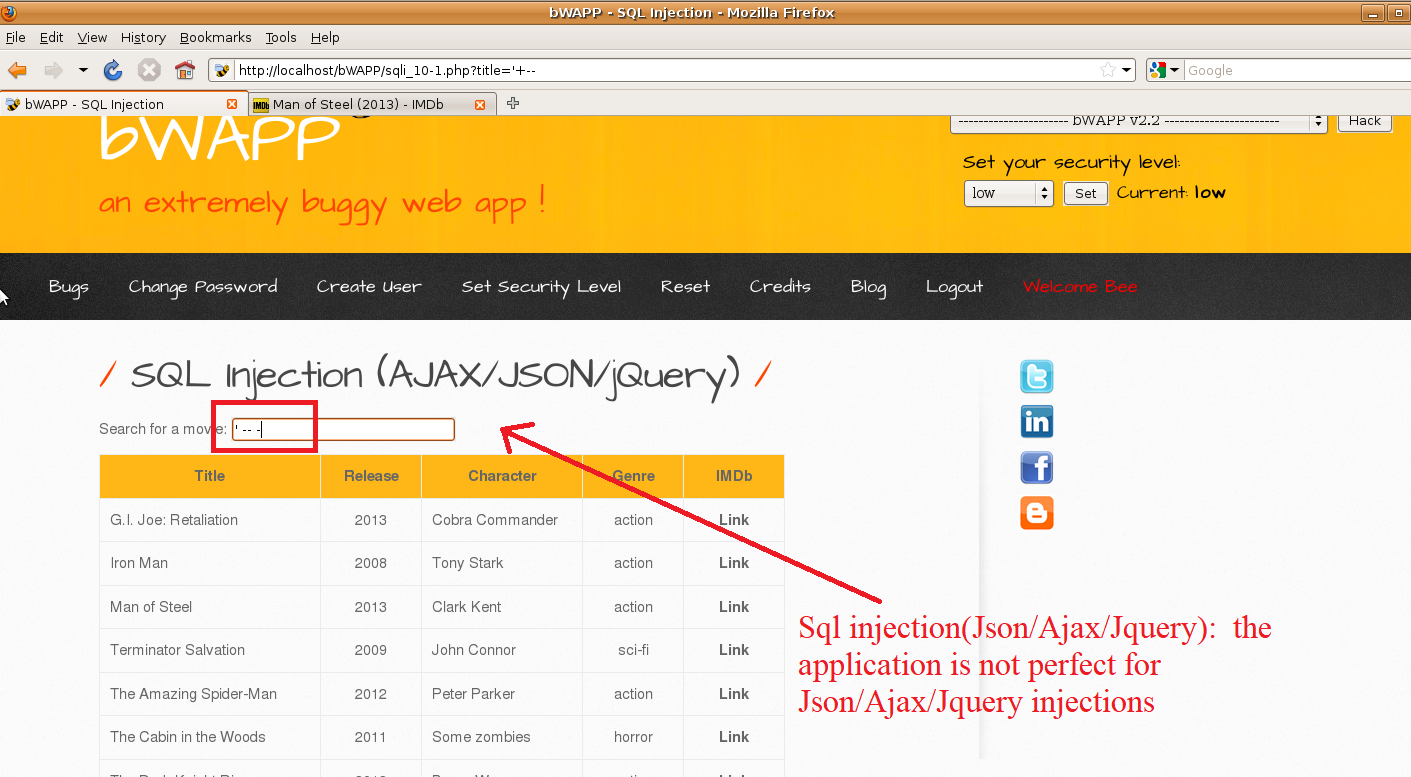 bWAPP - SQL Injection - Mozilla Firefox
File Edit View History Bookmarks Tools Help
http://localhost/bWAPP/sqli_10-1.php?title='+--
Google
bWAPP - SQL Injection
IMDb Man of Steel (2013) - IMDb
bWAPP
---------------------- bWAPP v2.2 -----------------------
Hack
an extremely buggy web app !
Set your security level:
low Set Current: low
Bugs Change Password Create User Set Security Level Reset Credits Blog Logout Welcome Bee
/ SQL Injection (AJAX/JSON/jQuery) /
Search for a movie: ' -- -
Title Release Character Genre IMDb
G.I. Joe: Retaliation 2013 Cobra Commander action Link
Iron Man 2008 Tony Stark action Link
Man of Steel 2013 Clark Kent action Link
Terminator Salvation 2009 John Connor sci-fi Link
The Amazing Spider-Man 2012 Peter Parker action Link
The Cabin in the Woods 2011 Some zombies horror Link
Sql injection(Json/Ajax/Jquery): the
application is not perfect for
Json/Ajax/Jquery injections